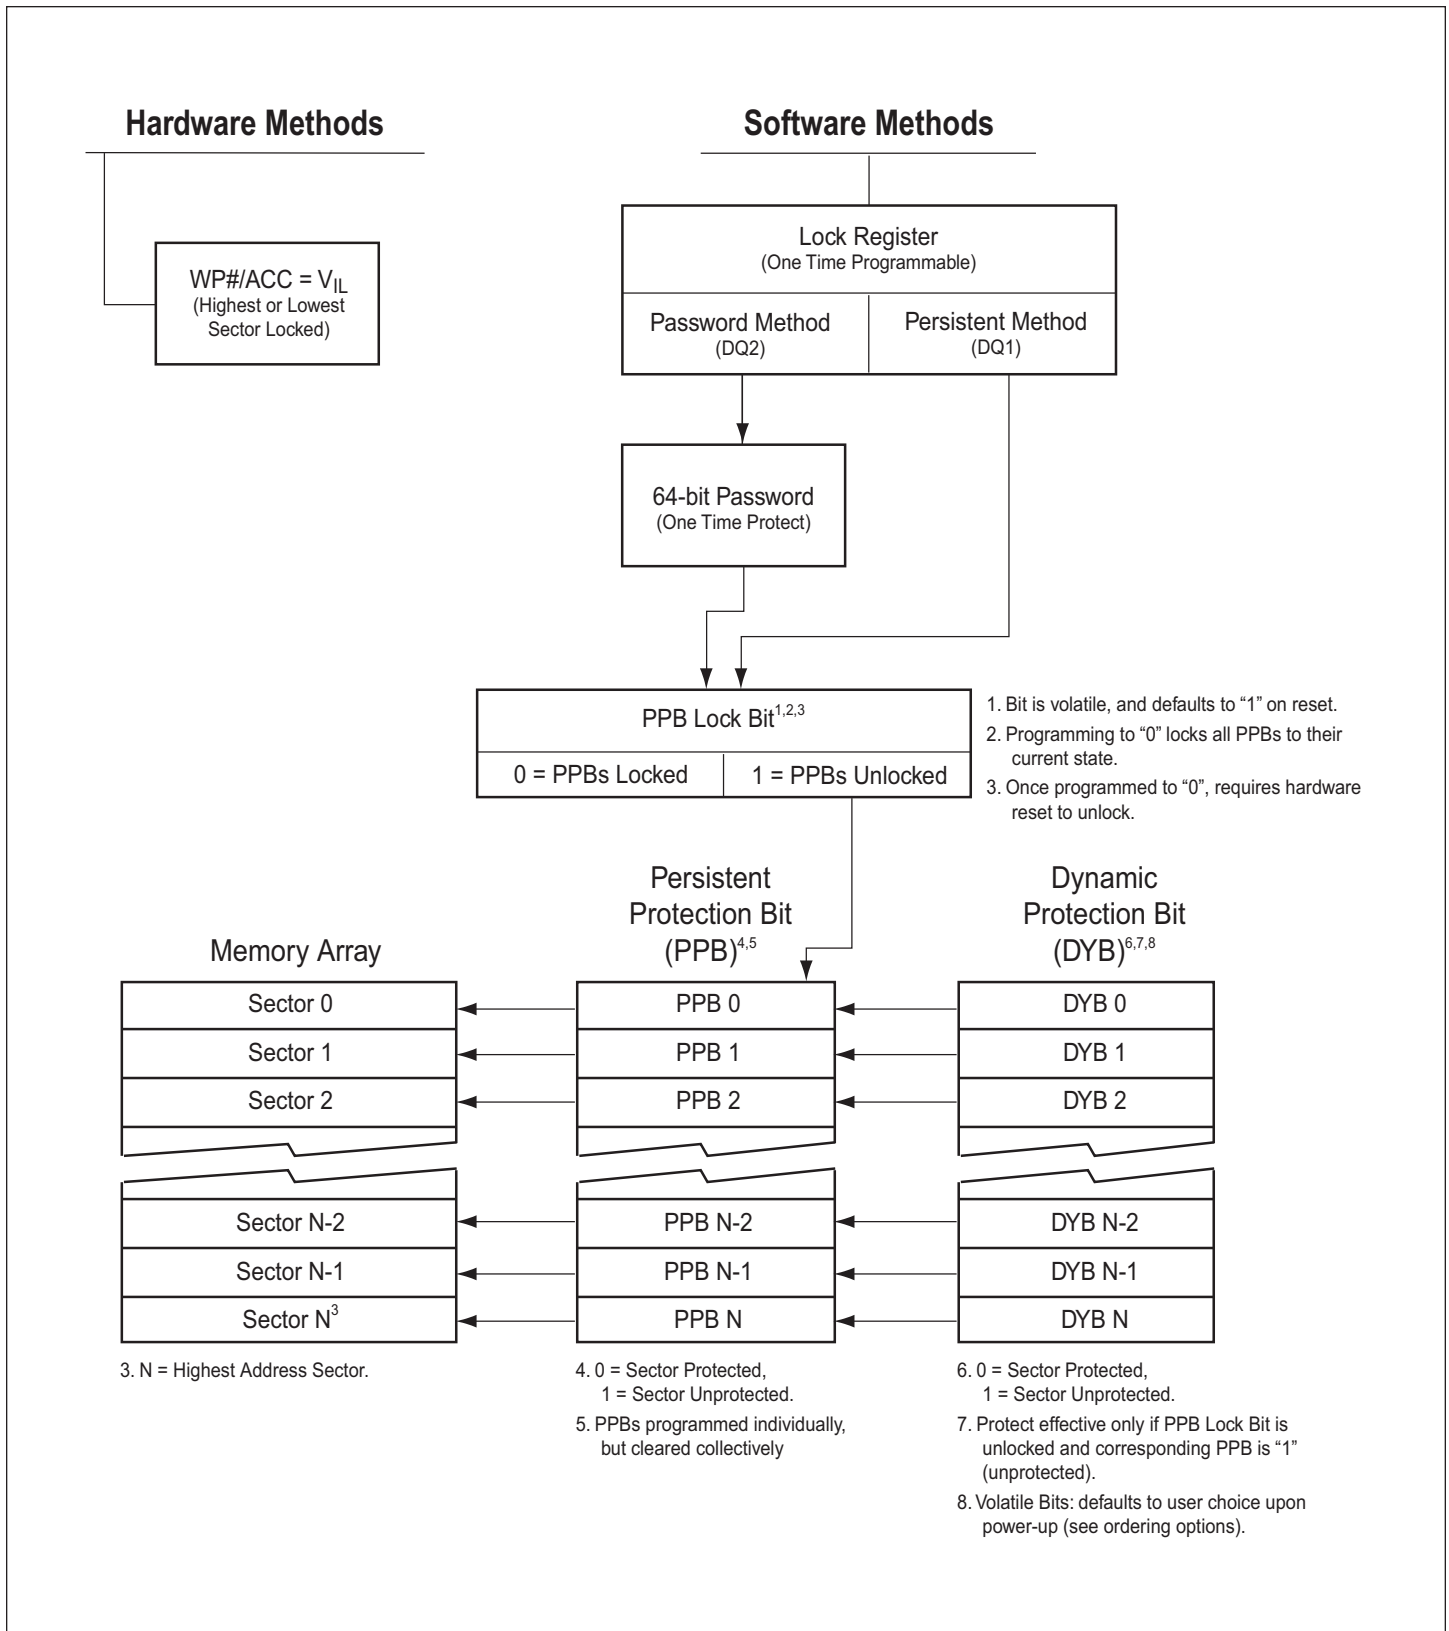 Hardware Methods
WP#/ACC = VIL
(Highest or Lowest
Sector Locked)
Software Methods
Lock Register
(One Time Programmable)
Password Method
(DQ2)
Persistent Method
(DQ1)
64-bit Password
(One Time Protect)
PPB Lock Bit1,2,3
0 = PPBs Locked
1 = PPBs Unlocked
1. Bit is volatile, and defaults to “1” on reset.
2. Programming to “0” locks all PPBs to their
current state.
3. Once programmed to “0”, requires hardware
reset to unlock.
Memory Array
Sector 0
Sector 1
Sector 2
Sector N-2
Sector N-1
Sector N3
3. N = Highest Address Sector.
Persistent
Protection Bit
(PPB)4,5
PPB 0
PPB 1
PPB 2
PPB N-2
PPB N-1
PPB N
4. 0 = Sector Protected,
1 = Sector Unprotected.
5. PPBs programmed individually,
but cleared collectively
Dynamic
Protection Bit
(DYB)6,7,8
DYB 0
DYB 1
DYB 2
DYB N-2
DYB N-1
DYB N
6. 0 = Sector Protected,
1 = Sector Unprotected.
7. Protect effective only if PPB Lock Bit is
unlocked and corresponding PPB is “1”
(unprotected).
8. Volatile Bits: defaults to user choice upon
power-up (see ordering options).